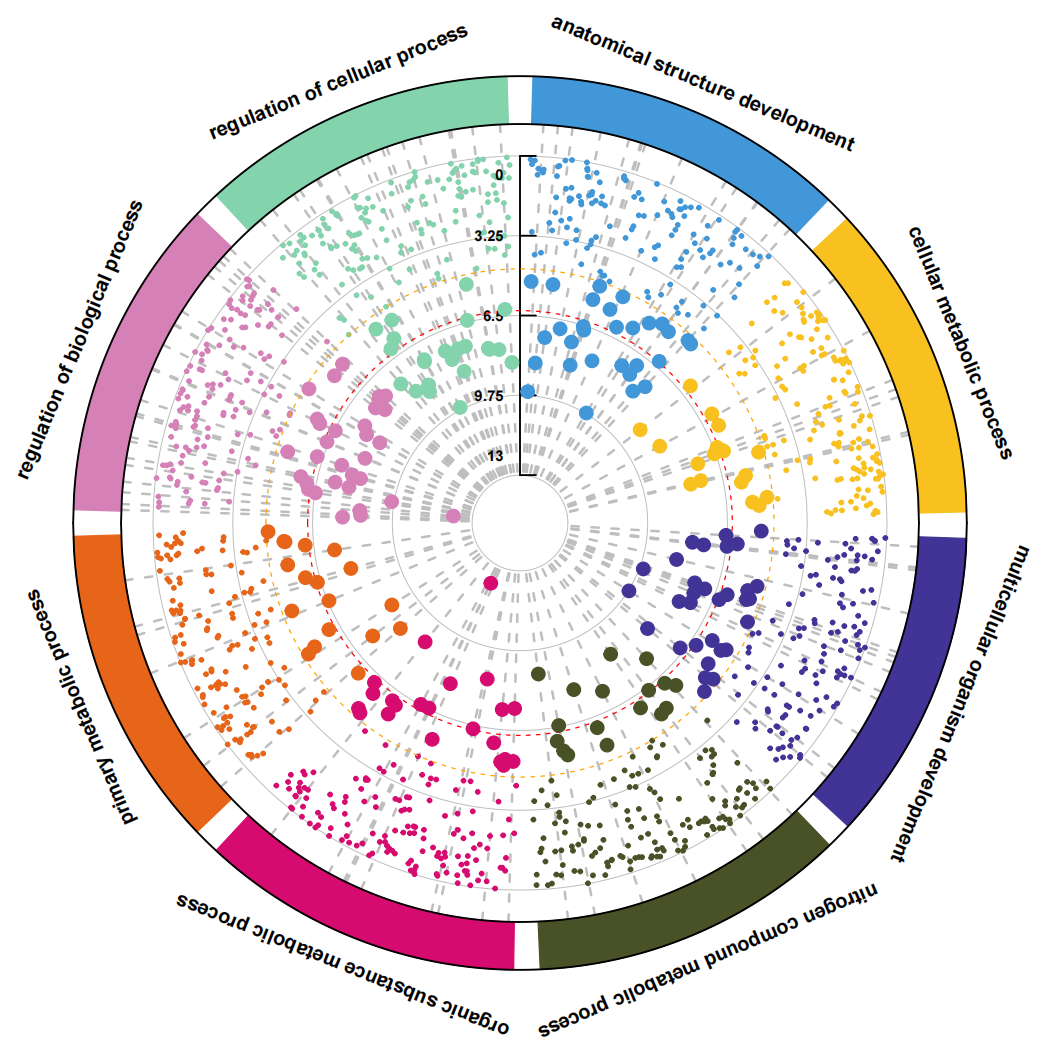 anatomical structure development
cellular metabolic process
multicellular organism development
nitrogen compound metabolic process
organic substance metabolic process
primary metabolic process
regulation of biological process
regulation of cellular process
0
3.25
6.5
9.75
13